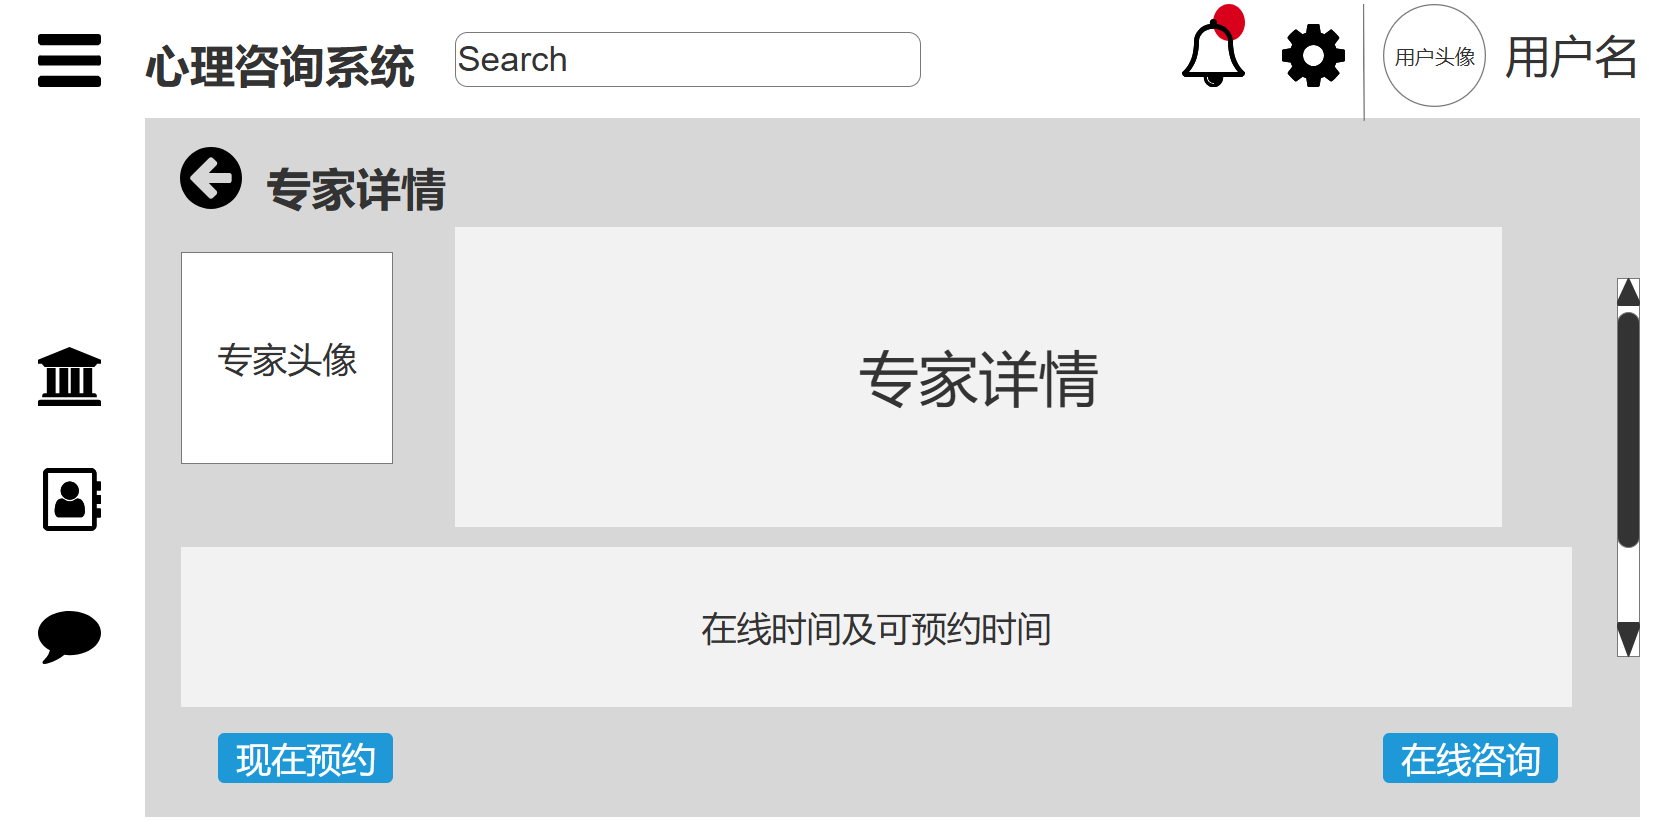 心理咨询系统
Search
用户头像
用户名
专家详情
专家头像
专家详情
在线时间及可预约时间
现在预约
在线咨询